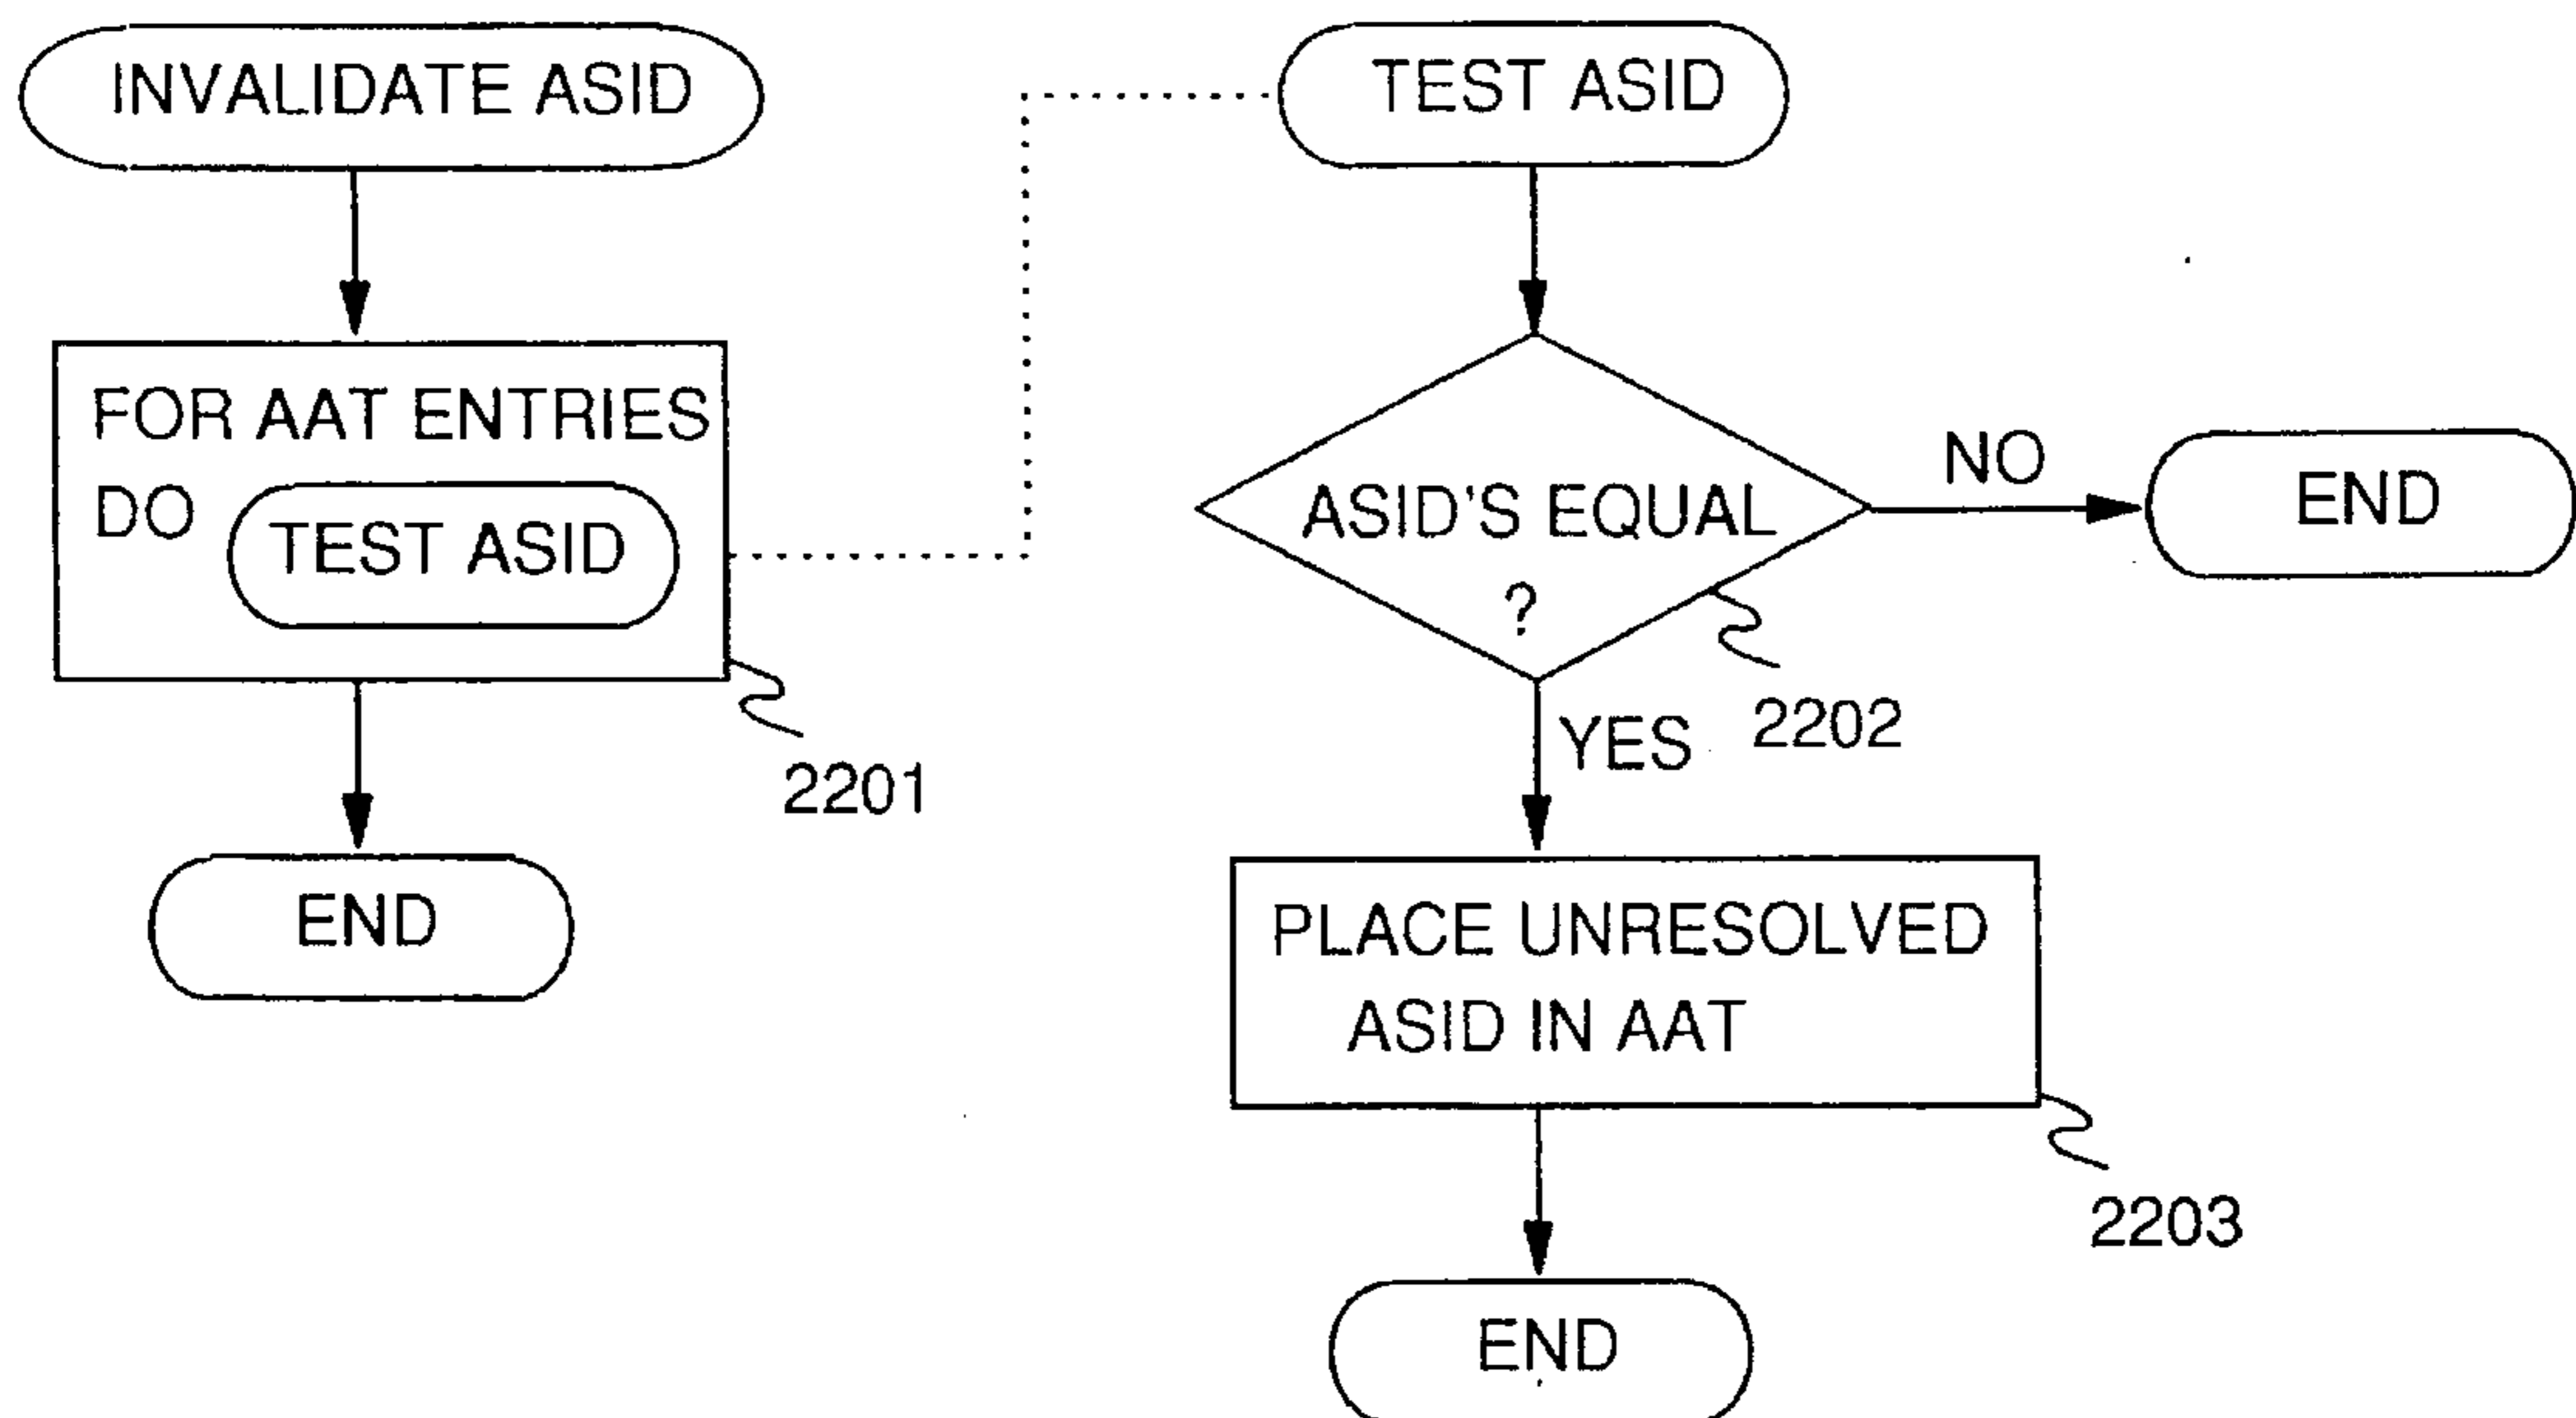 INVALIDATE ASID
FOR AAT ENTRIES
DO
TEST ASID
2201
END
TEST ASID
ASID'S EQUAL
?
NO
END
2202
YES
PLACE UNRESOLVED
ASID IN AAT
2203
END